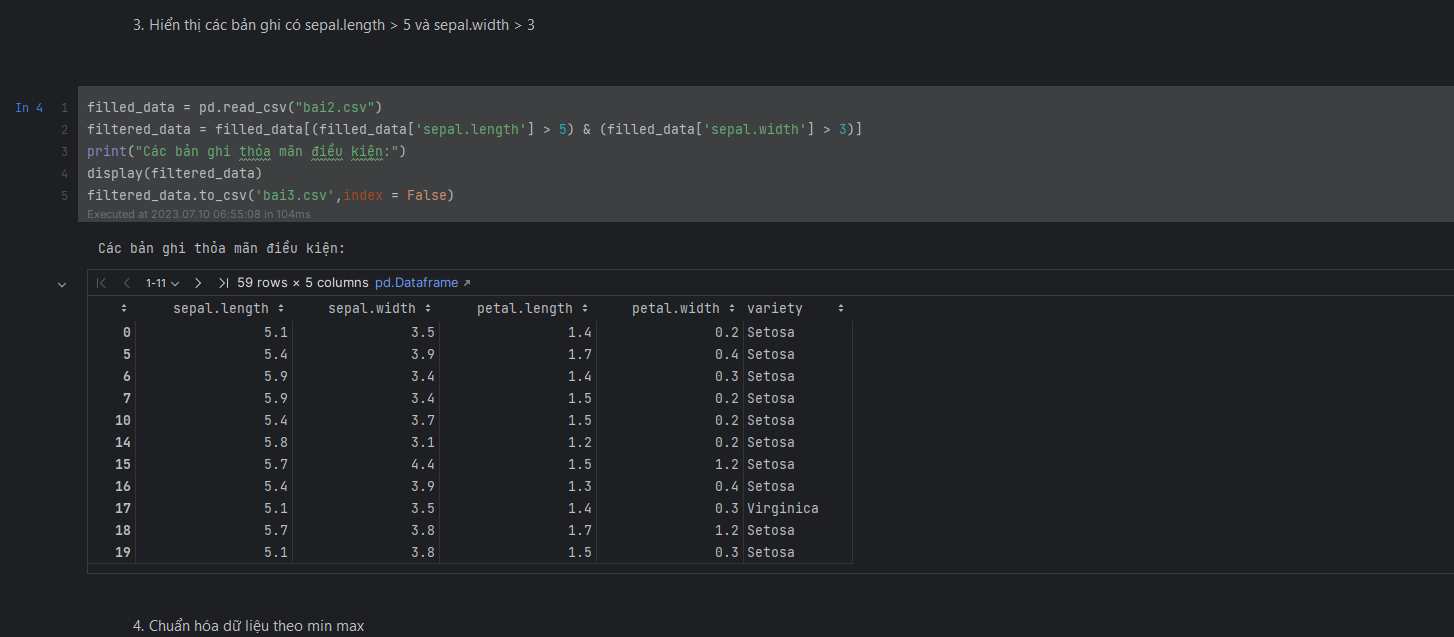 3. Hiển thị các bản ghi có sepal.length > 5 và sepal.width > 3
In 4
1 filled_data = pd.read_csv("bai2.csv")
2 filtered_data = filled_data[(filled_data['sepal.length'] > 5) & (filled_data['sepal.width'] > 3)]
3 print("Các bản ghi thỏa mãn điều kiện:")
4 display(filtered_data)
5 filtered_data.to_csv('bai3.csv',index = False)
Executed at 2023.07.10 06:55:08 in 104ms
Các bản ghi thỏa mãn điều kiện:
1-11 59 rows × 5 columns pd.Dataframe
sepal.length sepal.width petal.length petal.width variety
0 5.1 3.5 1.4 0.2 Setosa
5 5.4 3.9 1.7 0.4 Setosa
6 5.9 3.4 1.4 0.3 Setosa
7 5.9 3.4 1.5 0.2 Setosa
10 5.4 3.7 1.5 0.2 Setosa
14 5.8 3.1 1.2 0.2 Setosa
15 5.7 4.4 1.5 1.2 Setosa
16 5.4 3.9 1.3 0.4 Setosa
17 5.1 3.5 1.4 0.3 Virginica
18 5.7 3.8 1.7 1.2 Setosa
19 5.1 3.8 1.5 0.3 Setosa
4. Chuẩn hóa dữ liệu theo min max